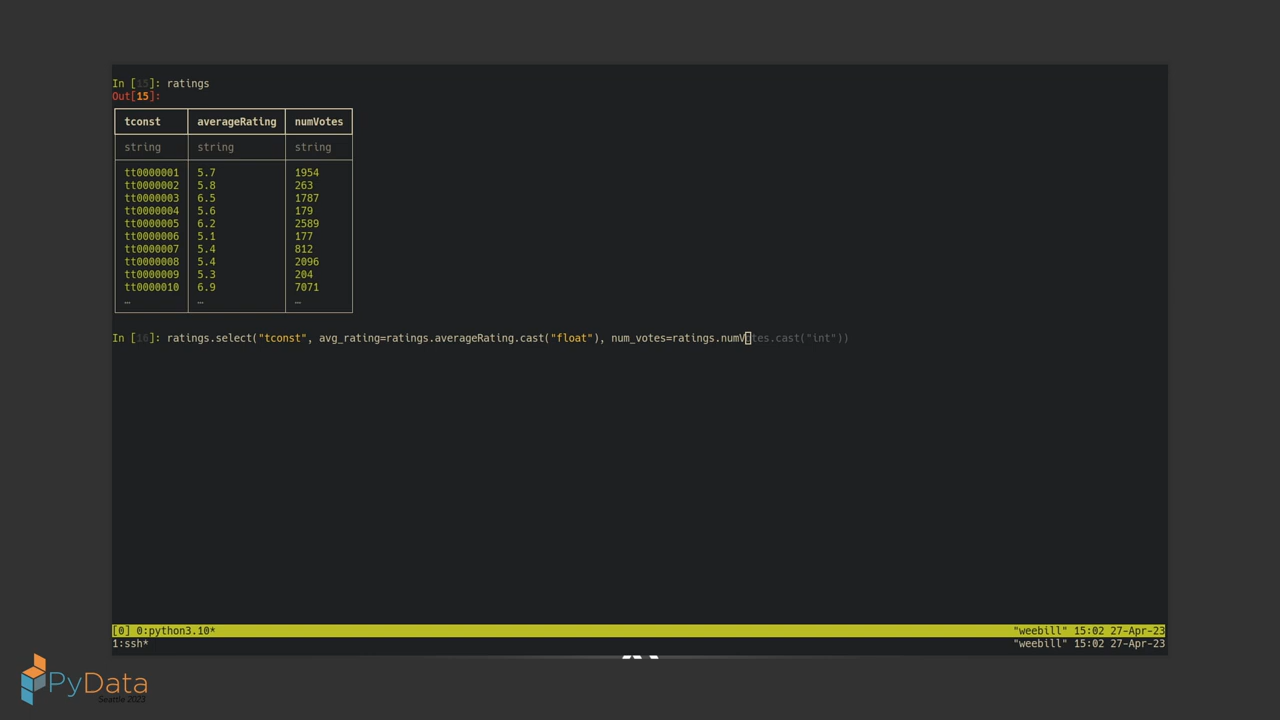 In [15]: ratings
Out[15]:
tconst averageRating numVotes
string string string
tt0000001 5.7 1954
tt0000002 5.8 263
tt0000003 6.5 1787
tt0000004 5.6 179
tt0000005 6.2 2589
tt0000006 5.1 177
tt0000007 5.4 812
tt0000008 5.4 2096
tt0000009 5.3 204
tt0000010 6.9 7071
… … …
In [16]: ratings.select("tconst", avg_rating=ratings.averageRating.cast("float"), num_votes=ratings.numVotes.cast("int"))
[0] 0:python3.10* "weebill" 15:02 27-Apr-23
1:ssh* "weebill" 15:02 27-Apr-23
PyData
Seattle 2023